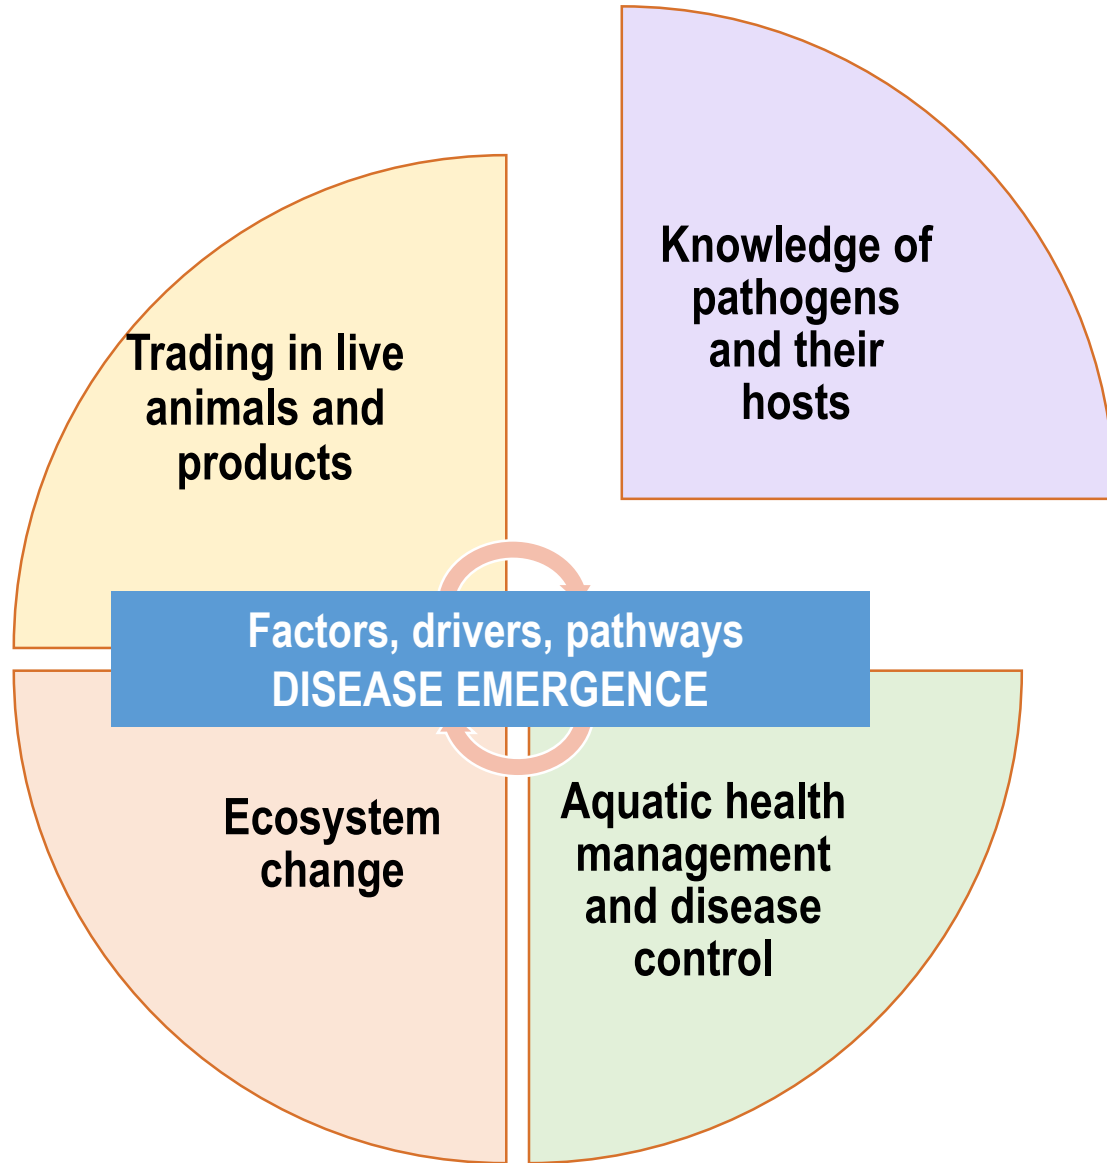 Knowledge of
pathogens
and their
hosts
Trading in live
animals and
products
Factors, drivers, pathways
DISEASE EMERGENCE
Ecosystem
change
Aquatic health
management
and disease
control